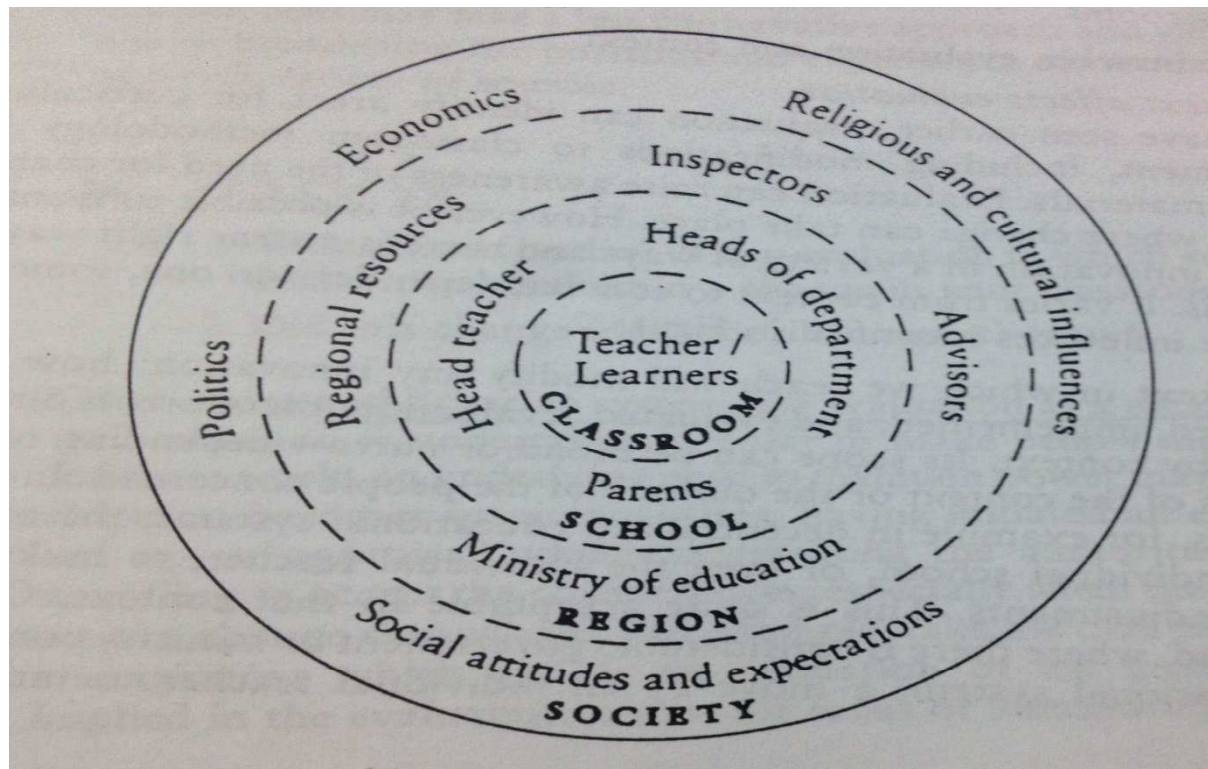 Economics
Religious and cultural influences
Politics
Inspectors
Regional resources
Advisors
Heads of department
Head teacher
Teacher /
Learners
CLASSROOM
Parents
SCHOOL
Ministry of education
REGION
Social attitudes and expectations
SOCIETY